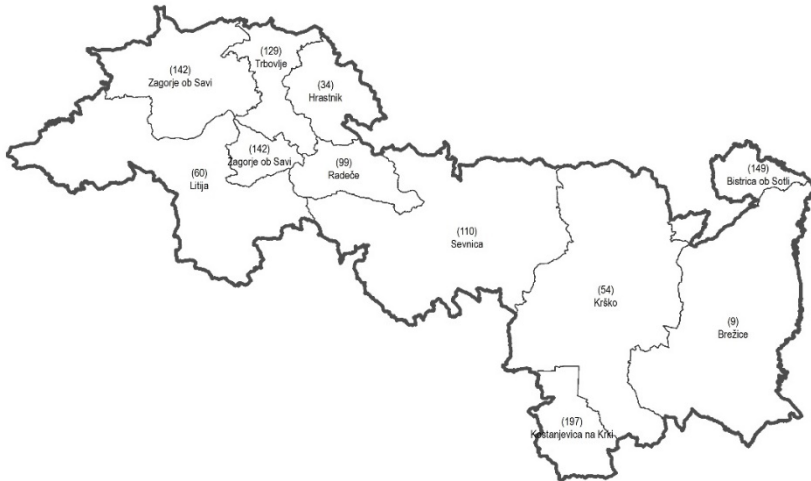 (129)
Trbovlje
(142)
Zagorje ob Savi
(34)
Hrastnik
(142)
Zagorje ob Savi
(99)
Radeče
(149)
Bistrica ob Sotli
(60)
Litija
(110)
Sevnica
(54)
Krško
(9)
Brežice
(197)
Kostanjevica na Krki